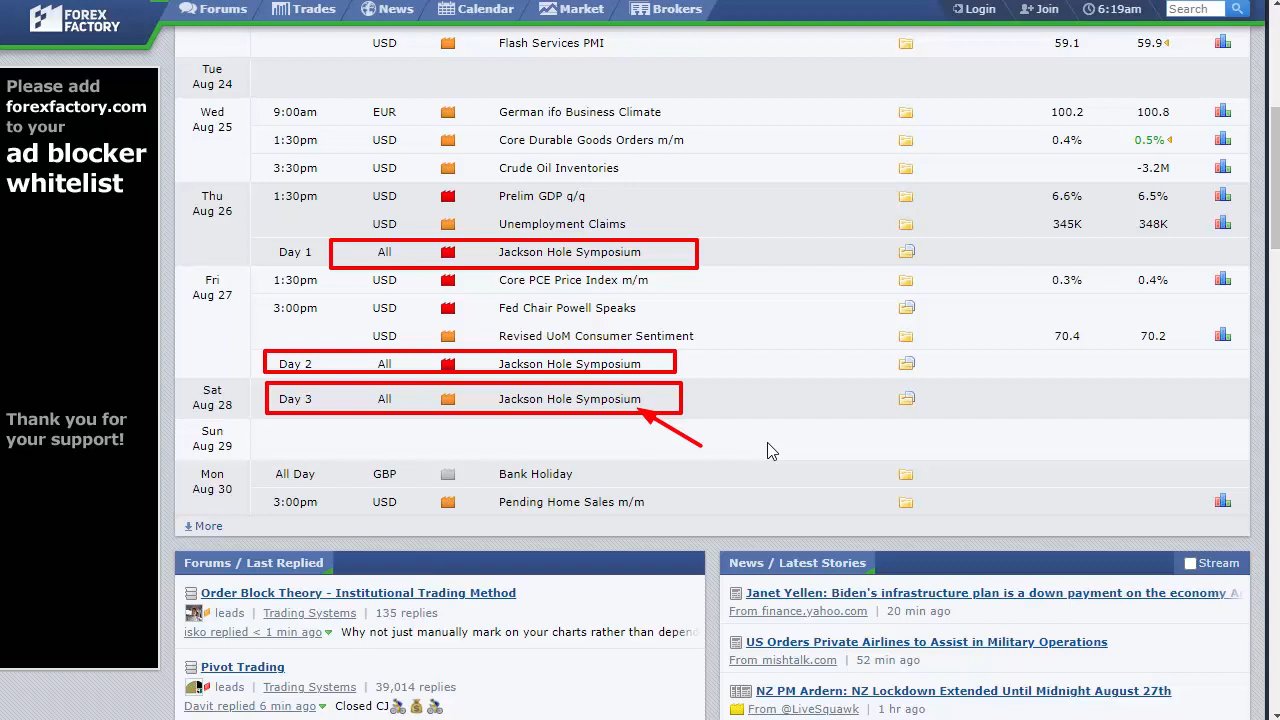 FOREX
FACTORY
Forums Trades News Calendar Market Brokers Login Join 6:19am Search
Please add
forexfactory.com
to your
ad blocker
whitelist
Thank you for
your support!
USD Flash Services PMI 59.1 59.9
Tue
Aug 24
Wed
Aug 25
9:00am EUR German ifo Business Climate 100.2 100.8
1:30pm USD Core Durable Goods Orders m/m 0.4% 0.5%
3:30pm USD Crude Oil Inventories -3.2M
Thu
Aug 26
1:30pm USD Prelim GDP q/q 6.6% 6.5%
USD Unemployment Claims 345K 348K
Day 1 All Jackson Hole Symposium
Fri
Aug 27
1:30pm USD Core PCE Price Index m/m 0.3% 0.4%
3:00pm USD Fed Chair Powell Speaks
USD Revised UoM Consumer Sentiment 70.4 70.2
Day 2 All Jackson Hole Symposium
Sat
Aug 28
Day 3 All Jackson Hole Symposium
Sun
Aug 29
Mon
Aug 30
All Day GBP Bank Holiday
3:00pm USD Pending Home Sales m/m
More
Forums / Last Replied
Order Block Theory - Institutional Trading Method
leads | Trading Systems | 135 replies
isko replied < 1 min ago Why not just manually mark on your charts rather than depend
Pivot Trading
leads | Trading Systems | 39,014 replies
Davit replied 6 min ago Closed CJ
News / Latest Stories Stream
Janet Yellen: Biden's infrastructure plan is a down payment on the economy
From finance.yahoo.com | 20 min ago
US Orders Private Airlines to Assist in Military Operations
From mishtalk.com | 52 min ago
NZ PM Ardern: NZ Lockdown Extended Until Midnight August 27th
From @LiveSquawk | 1 hr ago